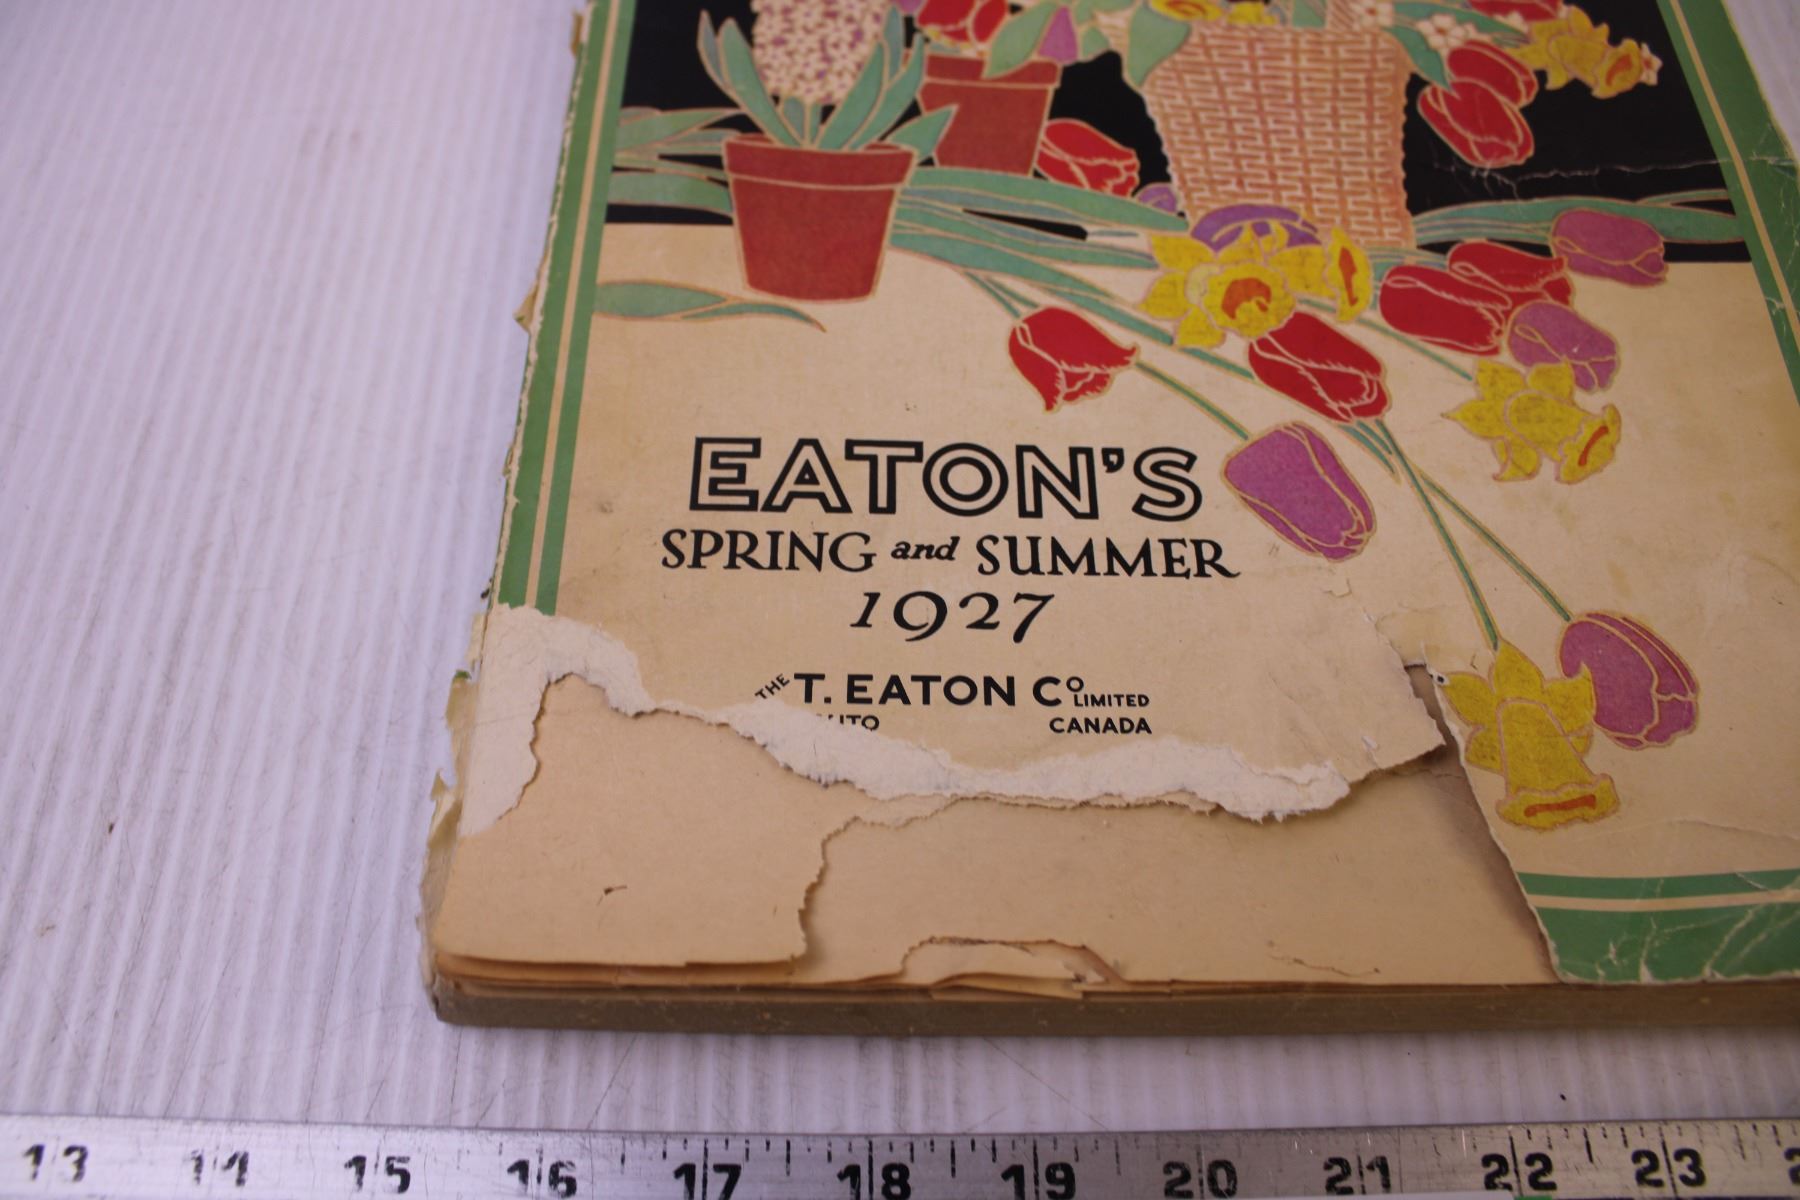 EATON'S
SPRING and SUMMER
1927
THE T. EATON Co LIMITED
CANADA
13 14 15 16 17 18 19 20 21 22 23